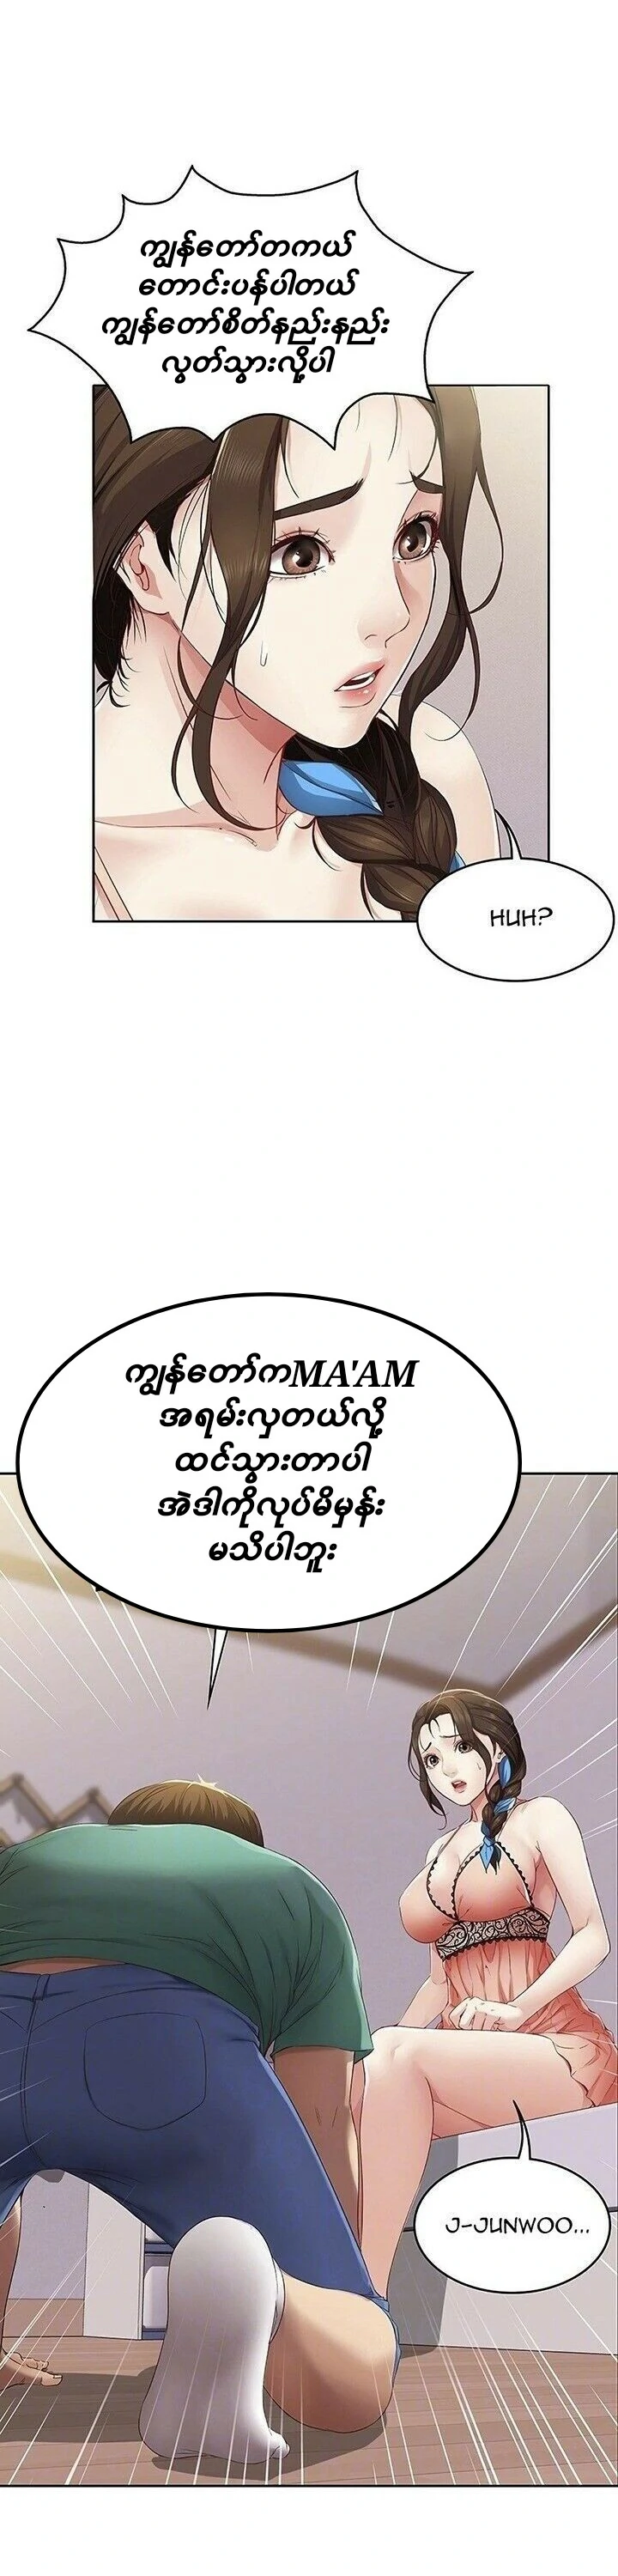 ကျွန်တော်တကယ်
တောင်းပန်ပါတယ်
ကျွန်တော်စိတ်နည်းနည်း
လွတ်သွားလို့ပါ
HUH?
ကျွန်တော်ကMA'AM
အရမ်းလှတယ်လို့
ထင်သွားတာပါ
အဲဒါကိုလုပ်မိမှန်း
မသိပါဘူး
J-JUNWOO...